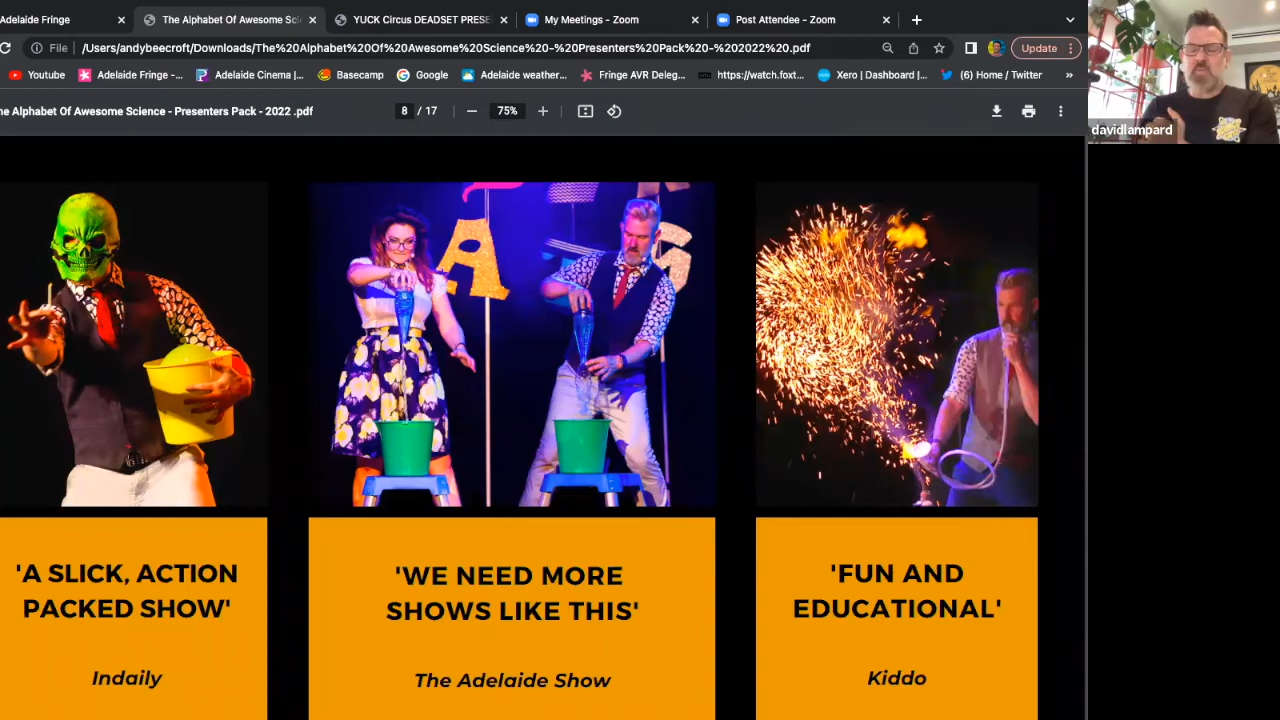 Adelaide Fringe
The Alphabet Of Awesome Sci
YUCK Circus DEADSET PRESE
My Meetings - Zoom
Post Attendee - Zoom
File
/Users/andybeecroft/Downloads/The%20Alphabet%20Of%20Awesome%20Science%20-%20Presenters%20Pack%20-%202022%20.pdf
Update
Youtube
Adelaide Fringe -...
Adelaide Cinema |...
Basecamp
Google
Adelaide weather...
Fringe AVR Deleg...
https://watch.foxt...
Xero | Dashboard |...
(6) Home / Twitter
he Alphabet Of Awesome Science - Presenters Pack - 2022 .pdf
8 / 17
75%
davidlampard
A
G
'A SLICK, ACTION
PACKED SHOW'
Indaily
'WE NEED MORE
SHOWS LIKE THIS'
The Adelaide Show
'FUN AND
EDUCATIONAL'
Kiddo